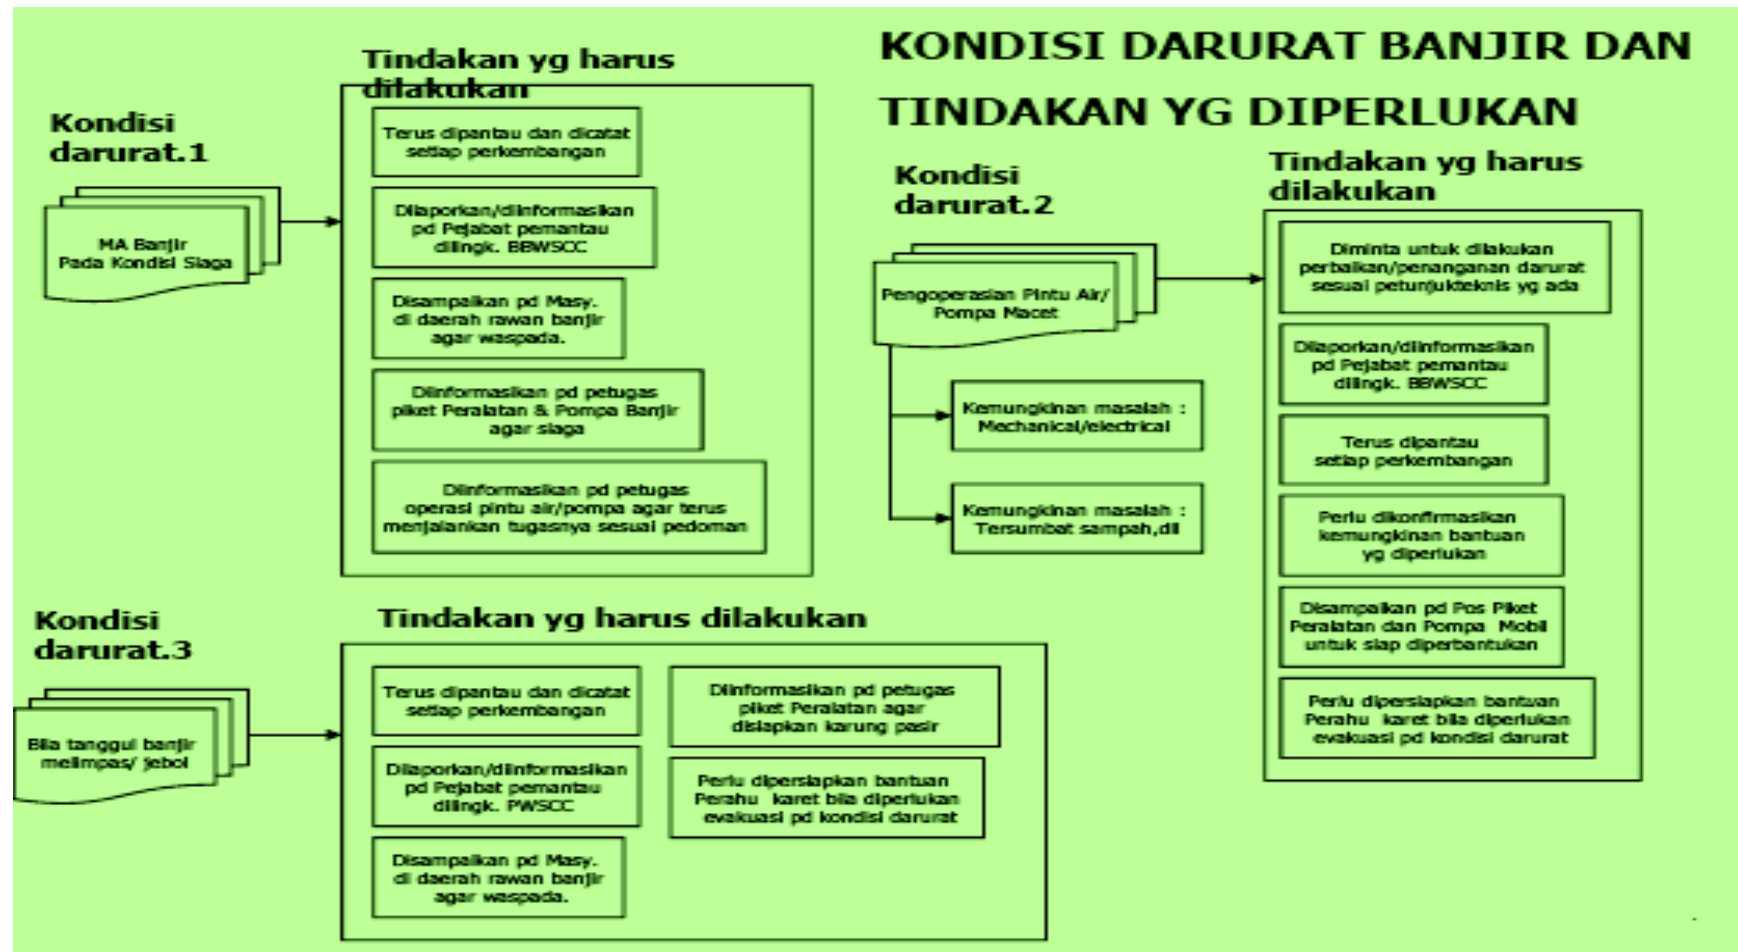 KONDISI DARURAT BANJIR DAN
TINDAKAN YG DIPERLUKAN
Kondisi
darurat.1
MA Banjir
Pada Kondisi Siaga
Tindakan yg harus
dilakukan
Terus dipantau dan dicatat
setiap perkembangan
Dilaporkan/diinformasikan
pd Pejabat pemantau
dilingk. BBWSCC
Disampaikan pd Masy.
di daerah rawan banjir
agar waspada.
Diinformasikan pd petugas
piket Peralatan & Pompa Banjir
agar siaga
Diinformasikan pd petugas
operasi pintu air/pompa agar terus
menjalankan tugasnya sesuai pedoman
Kondisi
darurat.2
Pengoperasian Pintu Air/
Pompa Macet
Kemungkinan masalah :
Mechanical/electrical
Kemungkinan masalah :
Tersumbat sampah,dll
Tindakan yg harus
dilakukan
Diminta untuk dilakukan
perbaikan/penanganan darurat
sesuai petunjukteknis yg ada
Dilaporkan/diinformasikan
pd Pejabat pemantau
dilingk. BBWSCC
Terus dipantau
setiap perkembangan
Perlu dikonfirmasikan
kemungkinan bantuan
yg diperlukan
Disampaikan pd Pos Piket
Peralatan dan Pompa Mobil
untuk siap diperbantukan
Perlu dipersiapkan bantuan
Perahu karet bila diperlukan
evakuasi pd kondisi darurat
Kondisi
darurat.3
Bila tanggul banjir
melimpas/ jebol
Tindakan yg harus dilakukan
Terus dipantau dan dicatat
setiap perkembangan
Dilaporkan/diinformasikan
pd Pejabat pemantau
dilingk. PWSCC
Disampaikan pd Masy.
di daerah rawan banjir
agar waspada.
Diinformasikan pd petugas
piket Peralatan agar
disiapkan karung pasir
Perlu dipersiapkan bantuan
Perahu karet bila diperlukan
evakuasi pd kondisi darurat